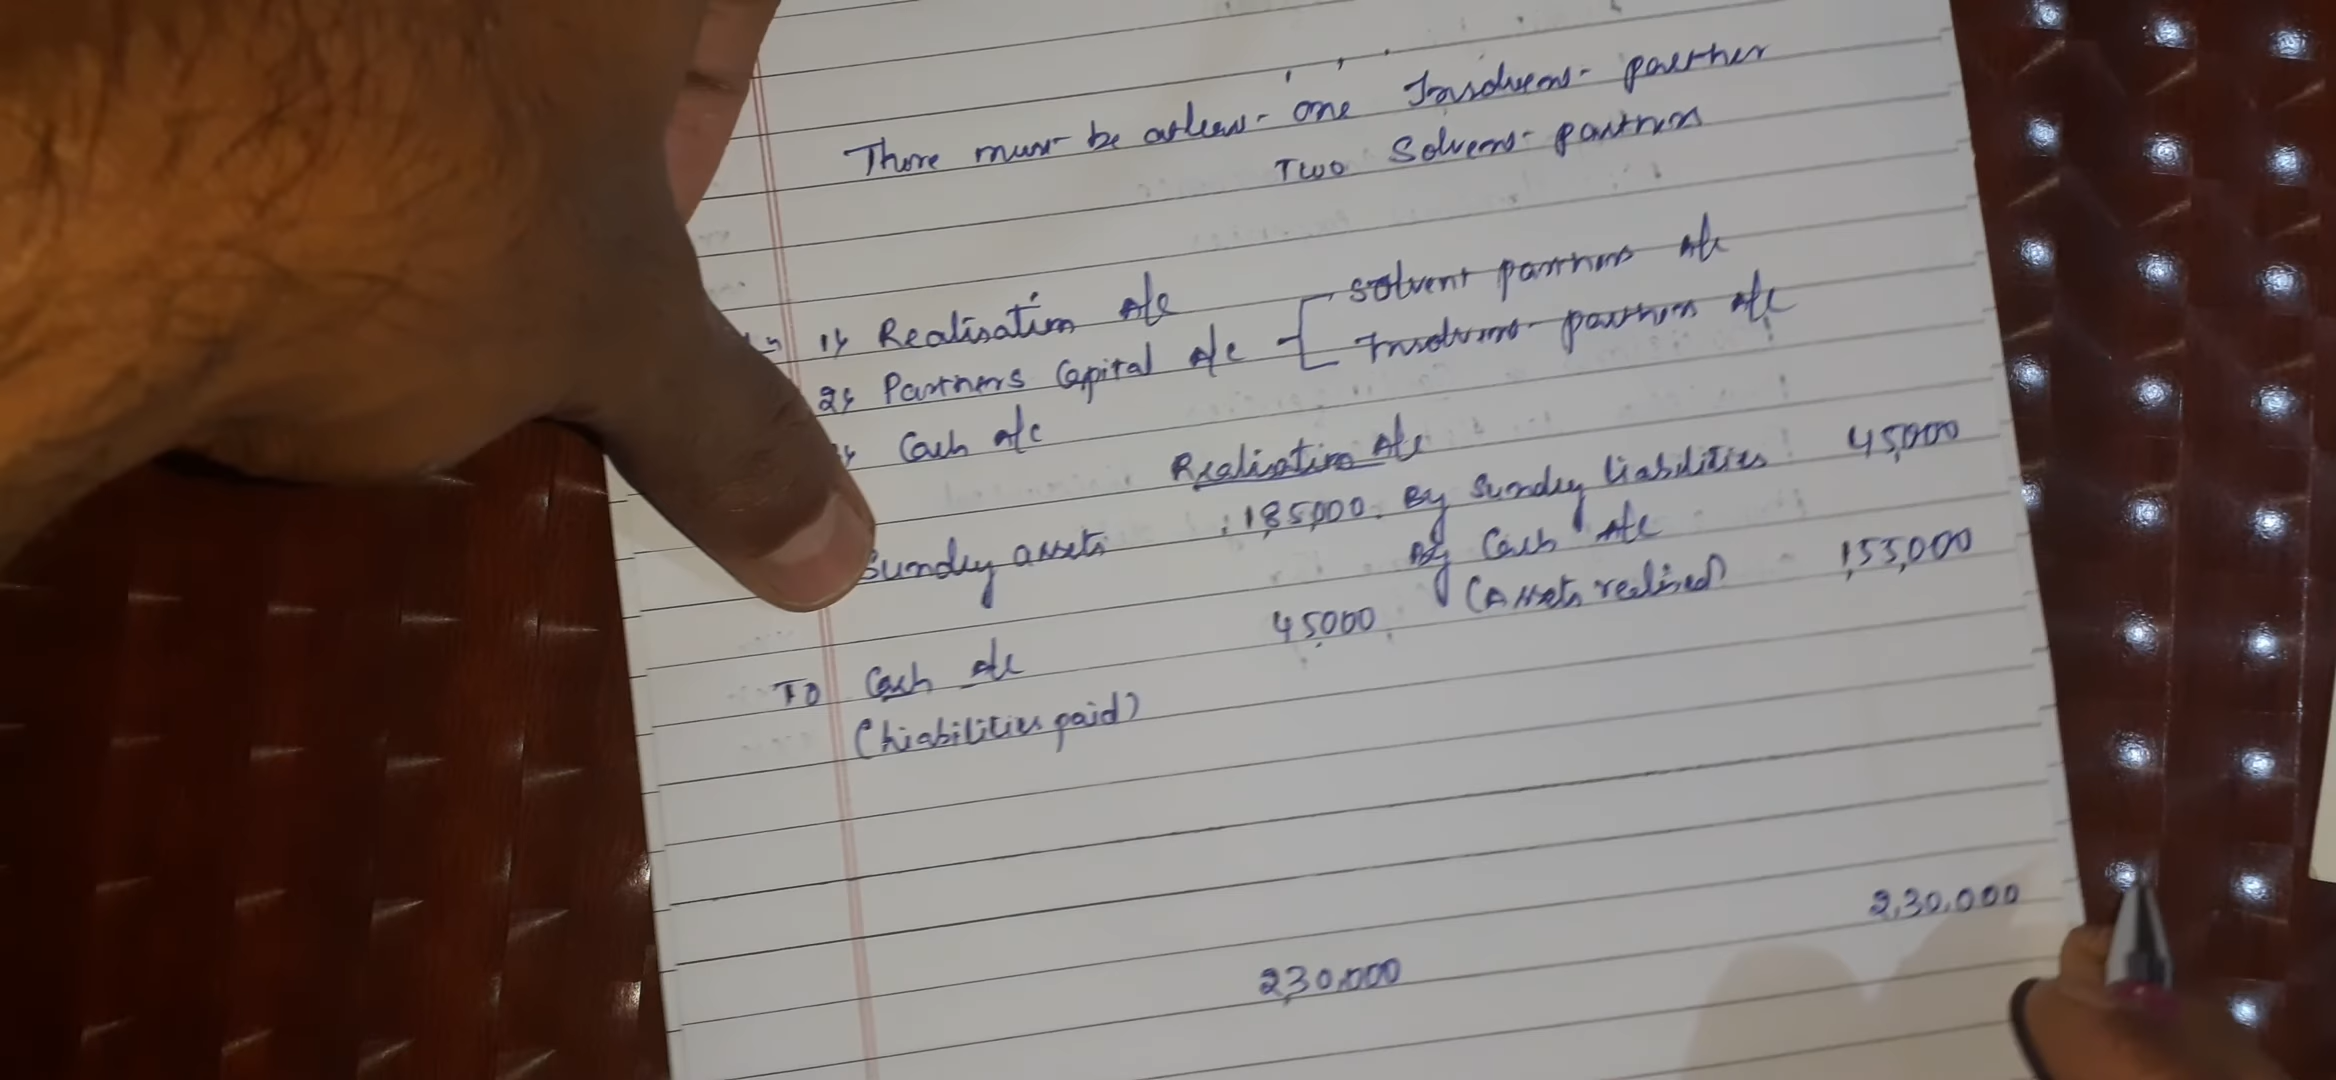 There must be atleast one Insolvent partner
Two Solvent partners
1) Realisation A/c
2) Partners Capital A/c
Solvent partners A/c
Insolvent partners A/c
Cash A/c
Realisation A/c
Sundry assets 1,85,000 By Sundry liabilities 45,000
By Cash A/c
(Assets realised) 1,55,000
To Cash A/c 45,000
(Liabilities paid)
2,30,000
2,30,000